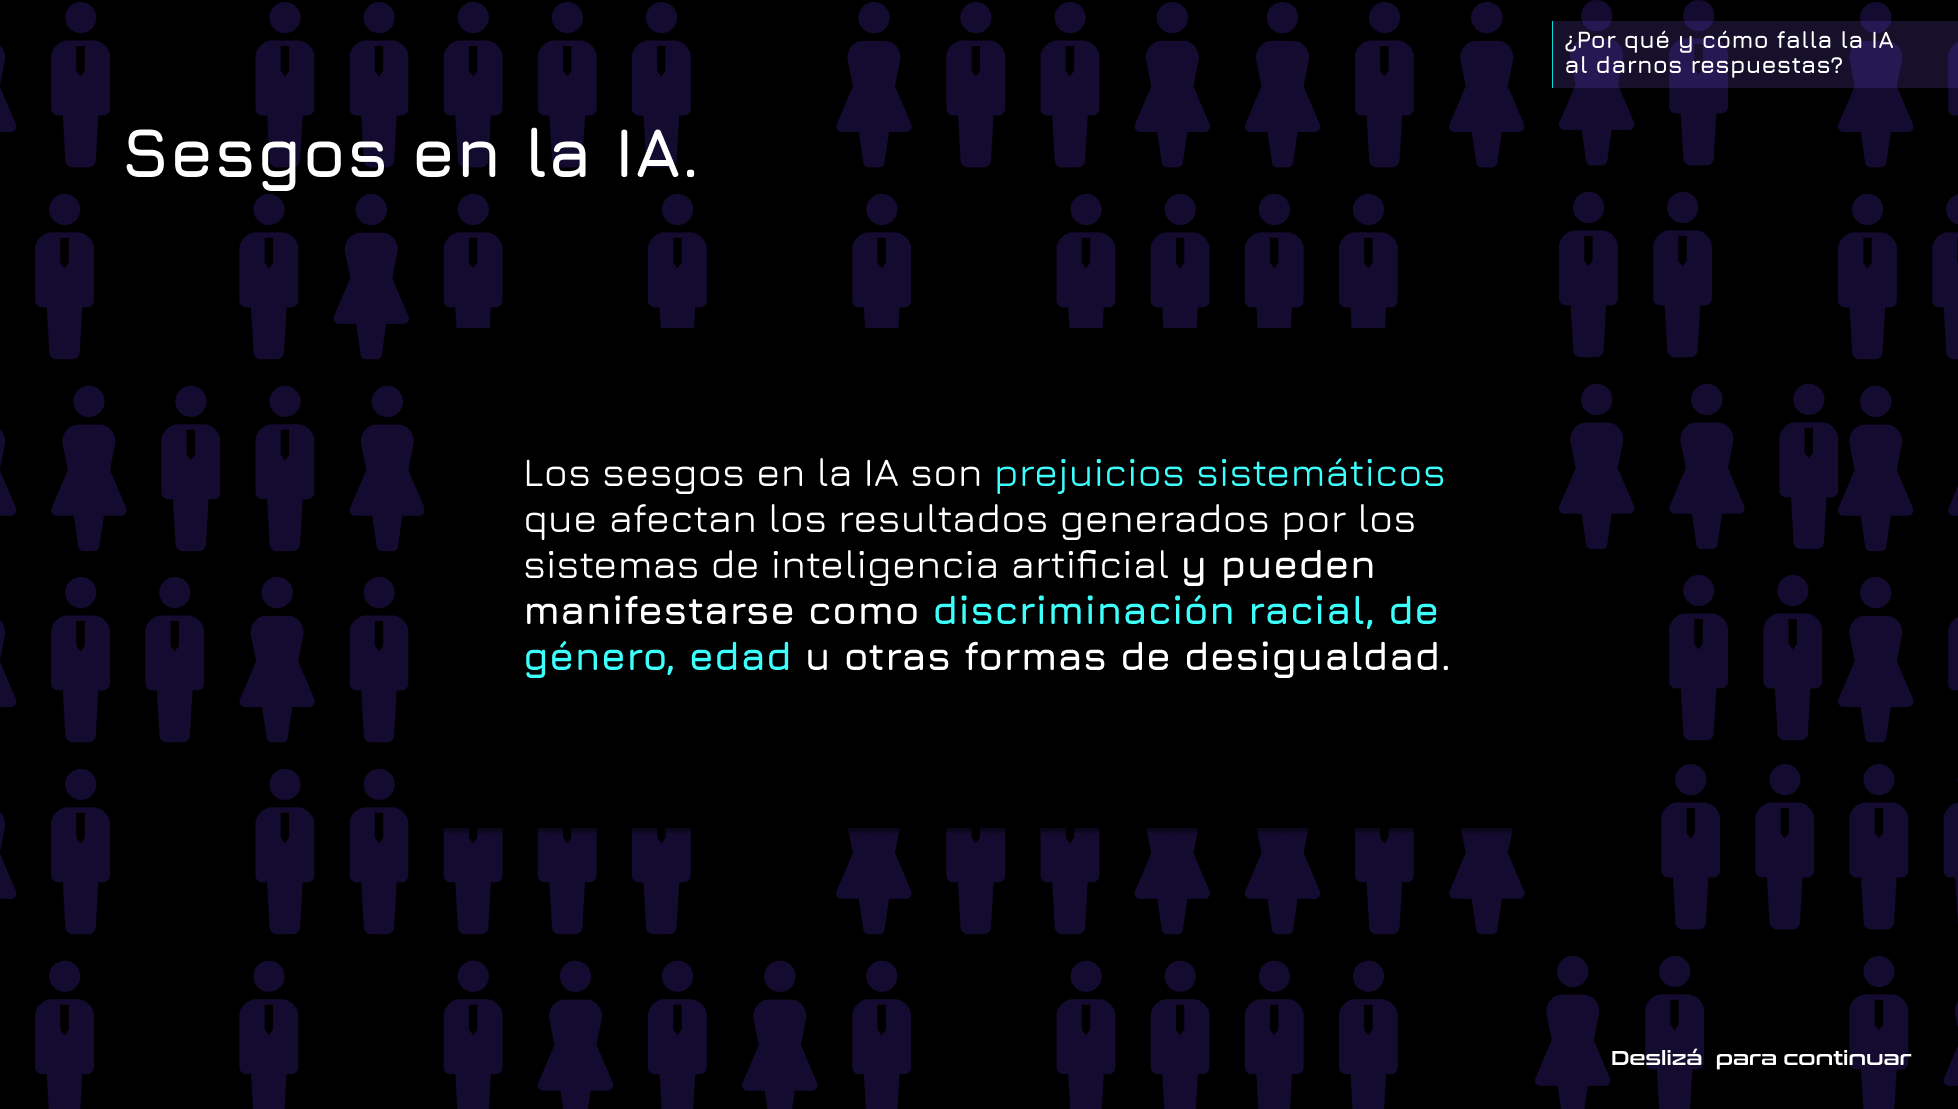 ¿Por qué y cómo falla la IA
al darnos respuestas?
Sesgos en la IA.
Los sesgos en la IA son prejuicios sistemáticos
que afectan los resultados generados por los
sistemas de inteligencia artificial y pueden
manifestarse como discriminación racial, de
género, edad u otras formas de desigualdad.
Deslizá para continuar